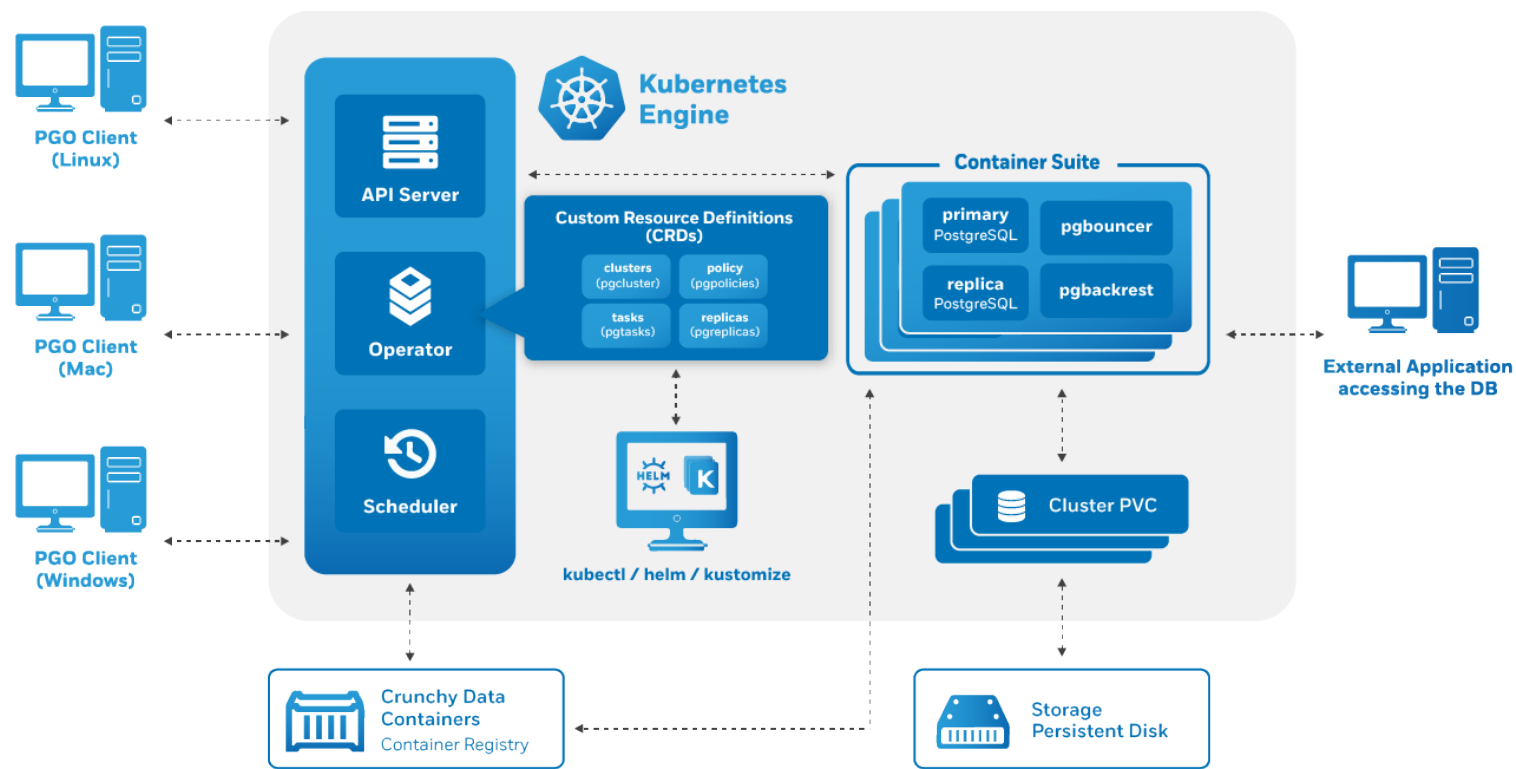 PGO Client
(Linux)
PGO Client
(Mac)
PGO Client
(Windows)
API Server
Operator
Scheduler
Kubernetes
Engine
Custom Resource Definitions
(CRDs)
clusters
(pgcluster)
policy
(pgpolicies)
tasks
(pgtasks)
replicas
(pgreplicas)
HELM
K
kubectl / helm / kustomize
Container Suite
primary
PostgreSQL
pgbouncer
replica
PostgreSQL
pgbackrest
Cluster PVC
External Application
accessing the DB
Crunchy Data
Containers
Container Registry
Storage
Persistent Disk